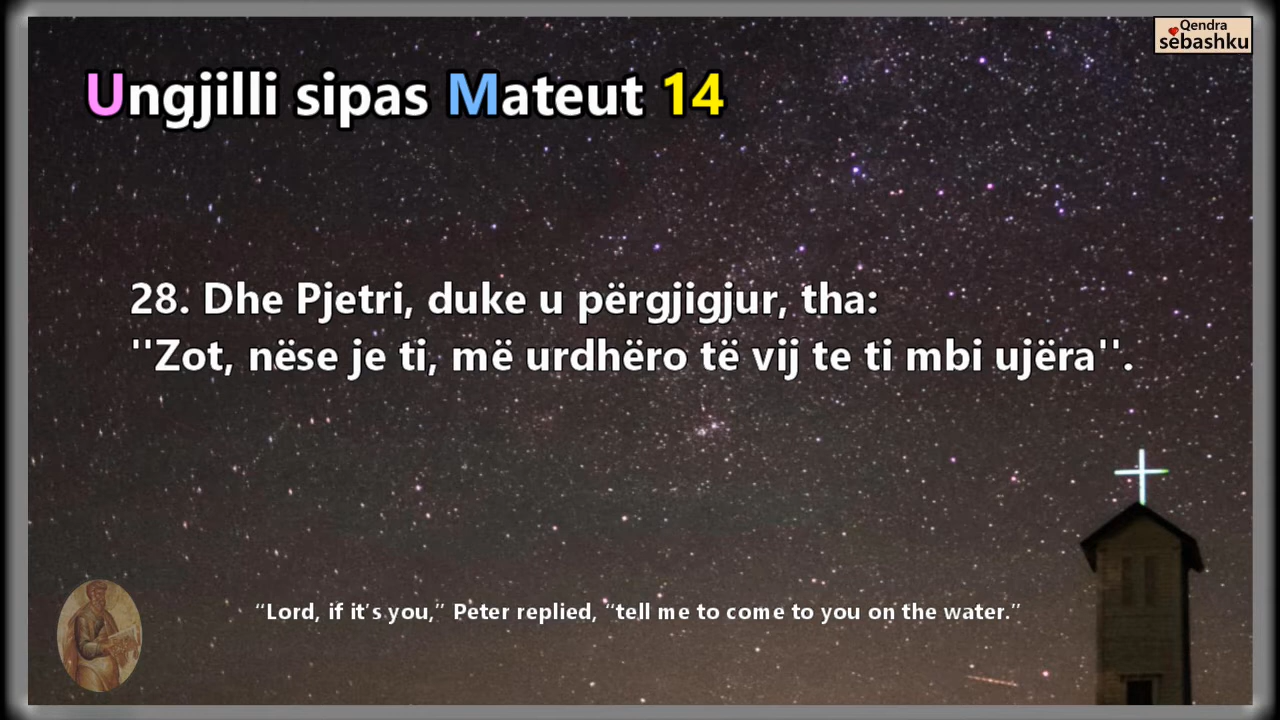 Qendra
sebashku
Ungjilli sipas Mateut 14
28. Dhe Pjetri, duke u përgjigjur, tha:
''Zot, nëse je ti, më urdhëro të vij te ti mbi ujëra''.
“Lord, if it’s you,” Peter replied, “tell me to come to you on the water.”